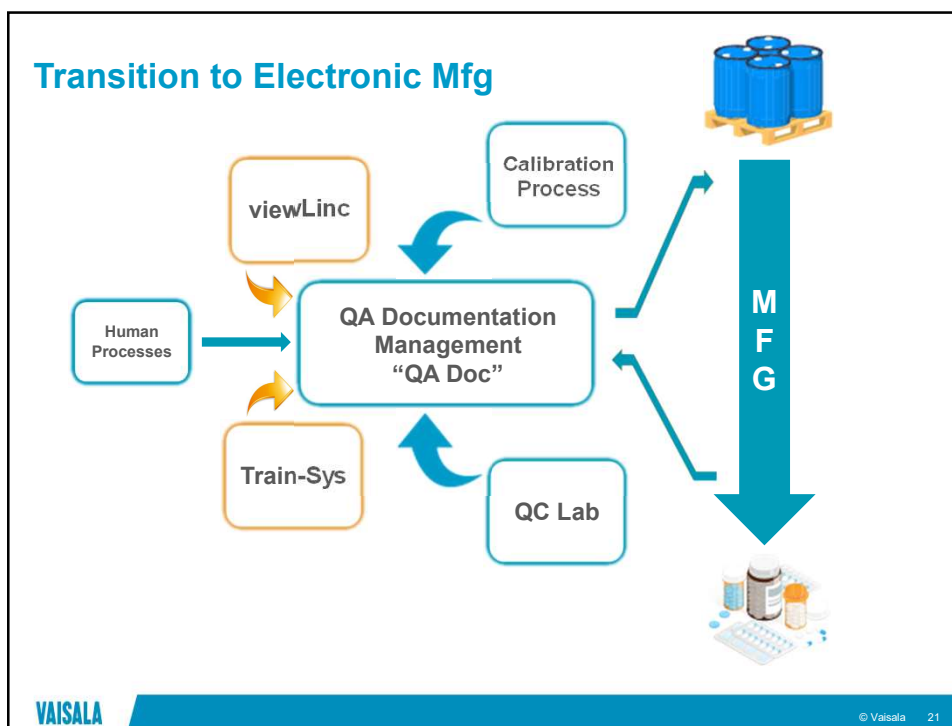 Transition to Electronic Mfg
viewLinc
Calibration
Process
Human
Processes
QA Documentation
Management
“QA Doc”
M
F
G
Train-Sys
QC Lab
VAISALA
© Vaisala 21